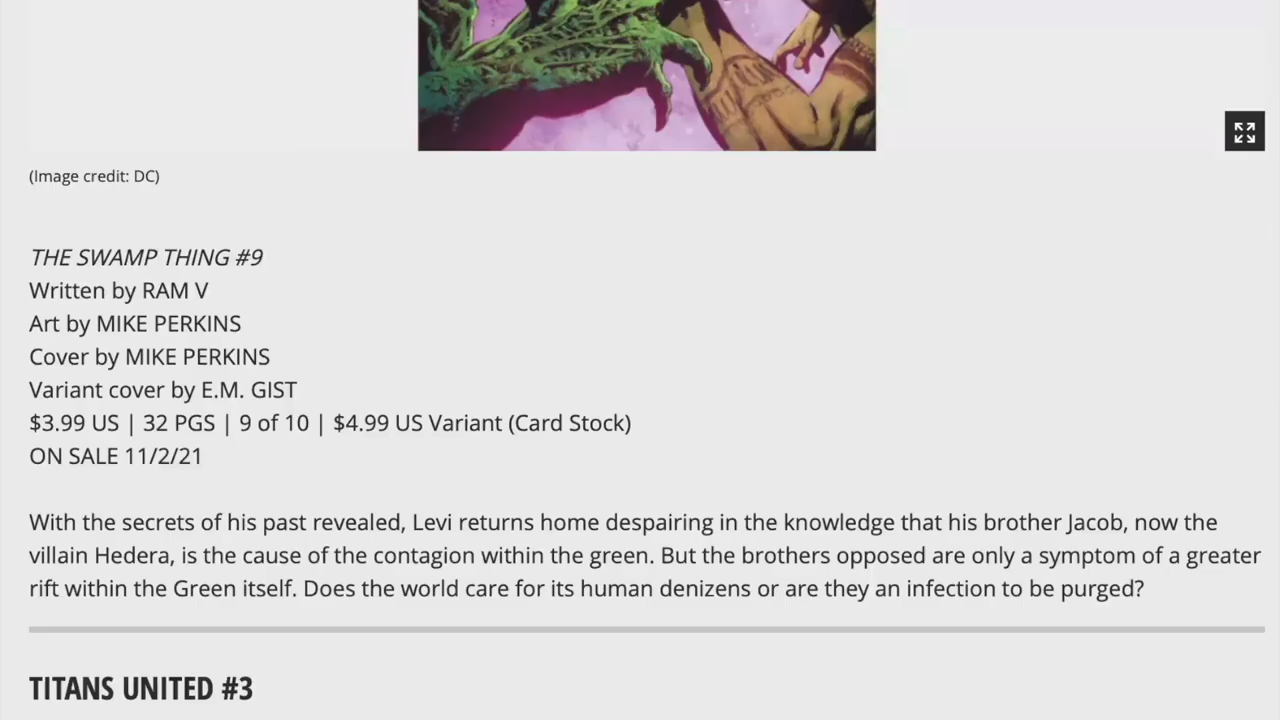 (Image credit: DC)
THE SWAMP THING #9
Written by RAM V
Art by MIKE PERKINS
Cover by MIKE PERKINS
Variant cover by E.M. GIST
$3.99 US | 32 PGS | 9 of 10 | $4.99 US Variant (Card Stock)
ON SALE 11/2/21
With the secrets of his past revealed, Levi returns home despairing in the knowledge that his brother Jacob, now the
villain Hedera, is the cause of the contagion within the green. But the brothers opposed are only a symptom of a greater
rift within the Green itself. Does the world care for its human denizens or are they an infection to be purged?
TITANS UNITED #3